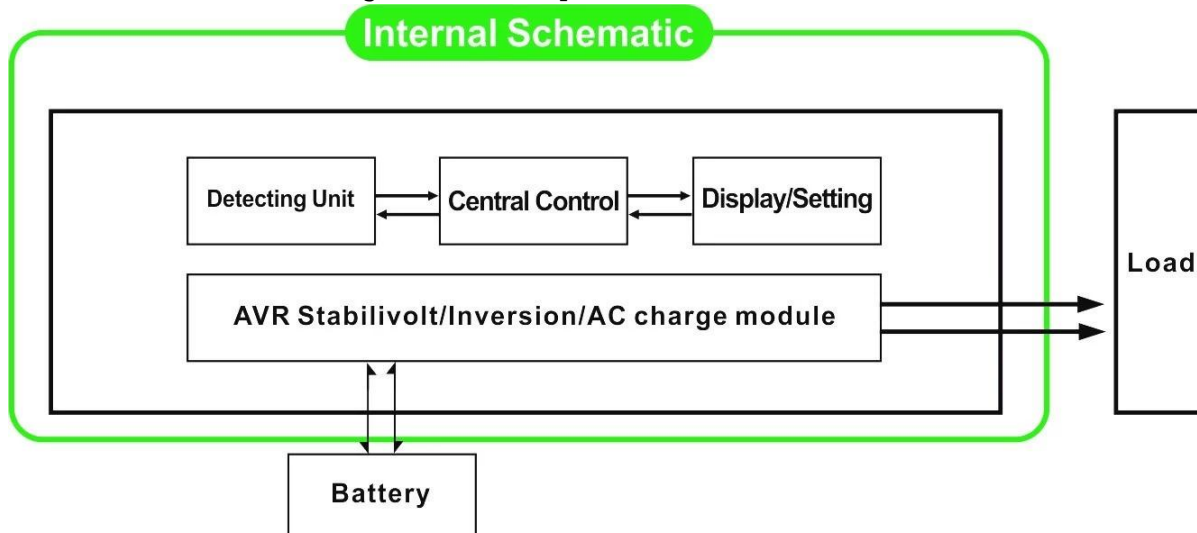 Internal Schematic
Detecting Unit
Central Control
Display/Setting
Load
AVR Stabilivolt/Inversion/AC charge module
Battery